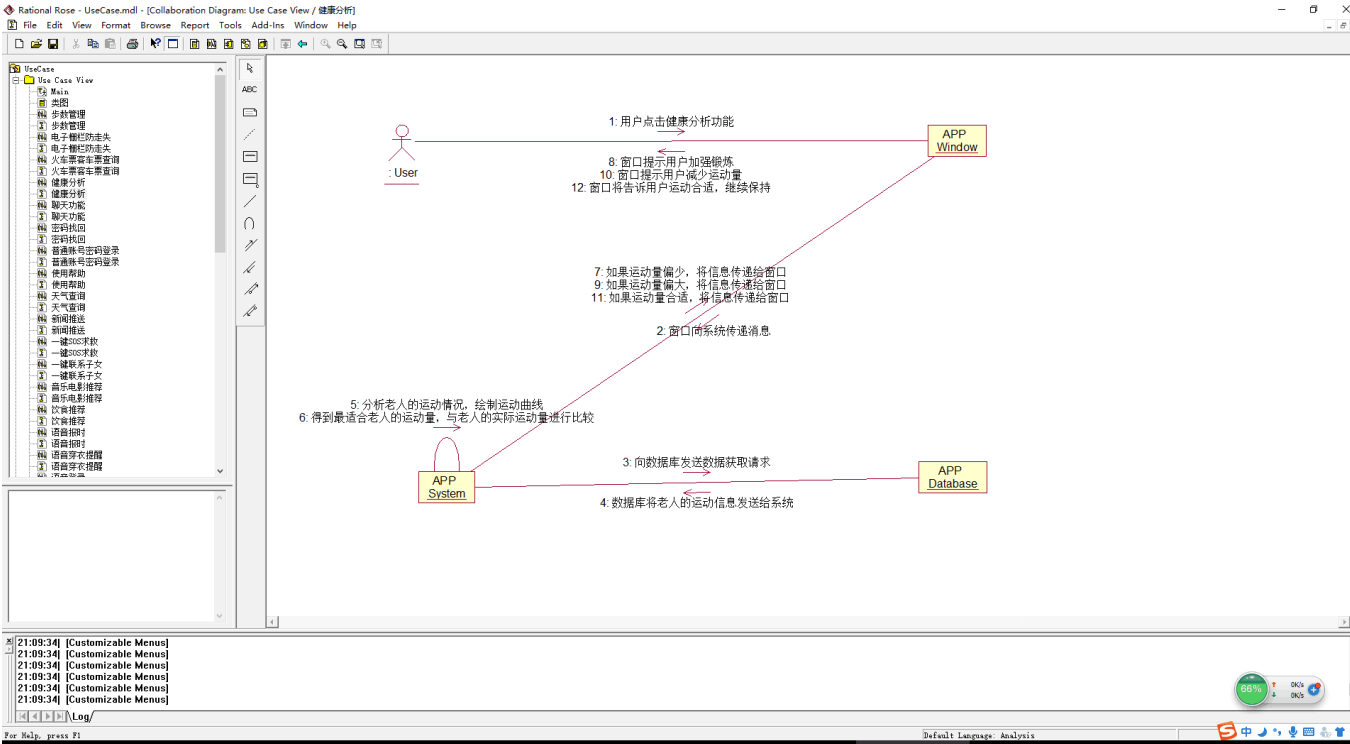 Rational Rose - UseCase.mdl - [Collaboration Diagram: Use Case View / 健康分析]
File Edit View Format Browse Report Tools Add-Ins Window Help
UseCase
Use Case View
Main
类图
步数管理
步数管理
电子栅栏防走失
电子栅栏防走失
火车票客车票查询
火车票客车票查询
健康分析
健康分析
聊天功能
聊天功能
密码找回
密码找回
普通账号密码登录
普通账号密码登录
使用帮助
使用帮助
天气查询
天气查询
新闻推送
新闻推送
一键SOS求救
一键SOS求救
一键联系子女
一键联系子女
音乐电影推荐
音乐电影推荐
饮食推荐
饮食推荐
语音报时
语音报时
语音穿衣提醒
语音穿衣提醒
ABC
1: 用户点击健康分析功能
: User
APP
Window
8: 窗口提示用户加强锻炼
10: 窗口提示用户减少运动量
12: 窗口将告诉用户运动合适，继续保持
7: 如果运动量偏少，将信息传递给窗口
9: 如果运动量偏大，将信息传递给窗口
11: 如果运动量合适，将信息传递给窗口
2: 窗口向系统传递消息
5: 分析老人的运动情况，绘制运动曲线
6: 得到最适合老人的运动量，与老人的实际运动量进行比较
APP
System
3: 向数据库发送数据获取请求
4: 数据库将老人的运动信息发送给系统
APP
Database
21:09:34| [Customizable Menus]
21:09:34| [Customizable Menus]
21:09:34| [Customizable Menus]
21:09:34| [Customizable Menus]
21:09:34| [Customizable Menus]
21:09:34| [Customizable Menus]
Log
66%
0K/s
0K/s
For Help, press F1
Default Language: Analysis
中